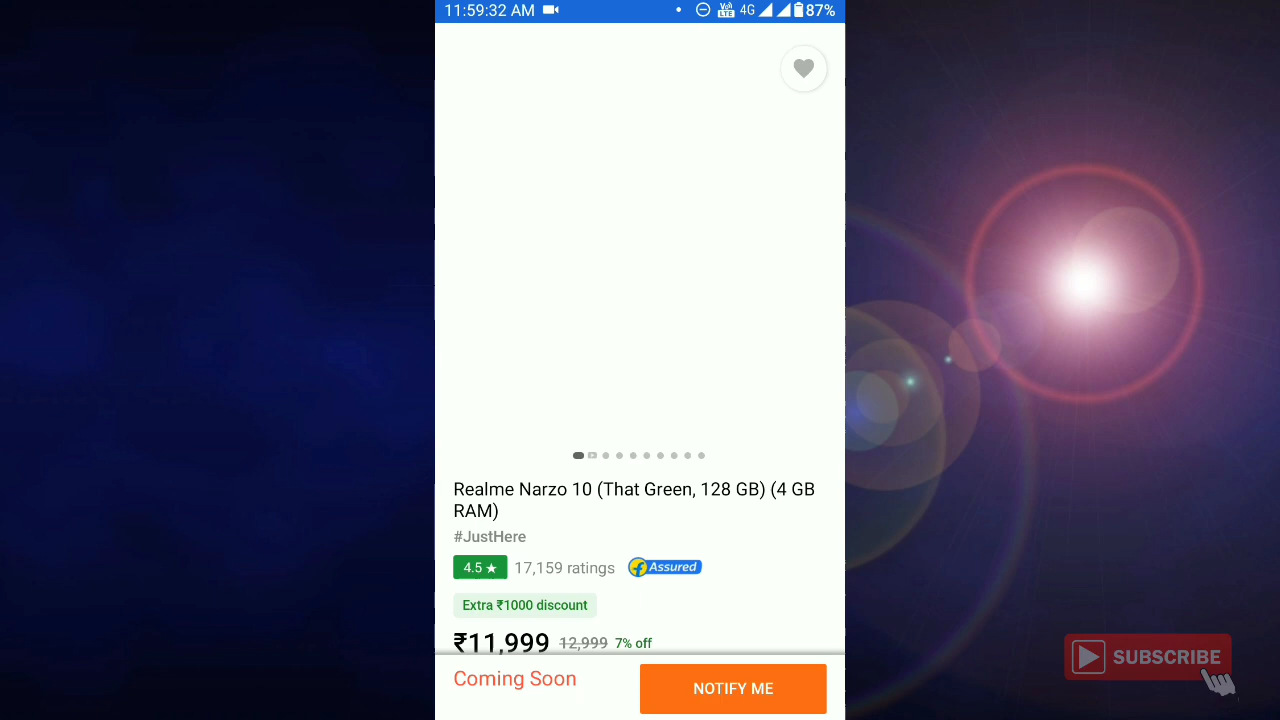 11:59:32 AM 4G 87%
Realme Narzo 10 (That Green, 128 GB) (4 GB
RAM)
#JustHere
4.5★ 17,159 ratings Assured
Extra ₹1000 discount
₹11,999 12,999 7% off
Coming Soon NOTIFY ME
SUBSCRIBE